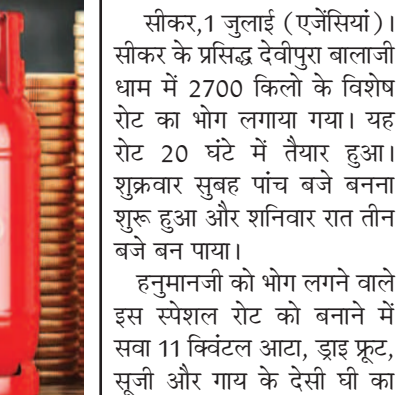 सीकर,1 जुलाई (एजेंसियां)।
सीकर के प्रसिद्ध देवीपुरा बालाजी
धाम में 2700 किलो के विशेष
रोट का भोग लगाया गया। यह
रोट 20 घंटे में तैयार हुआ।
शुक्रवार सुबह पांच बजे बनना
शुरू हुआ और शनिवार रात तीन
बजे बन पाया।
हनुमानजी को भोग लगने वाले
इस स्पेशल रोट को बनाने में
सवा 11 क्विंटल आटा, ड्राइ फ्रूट,
सूजी और गाय के देसी घी का